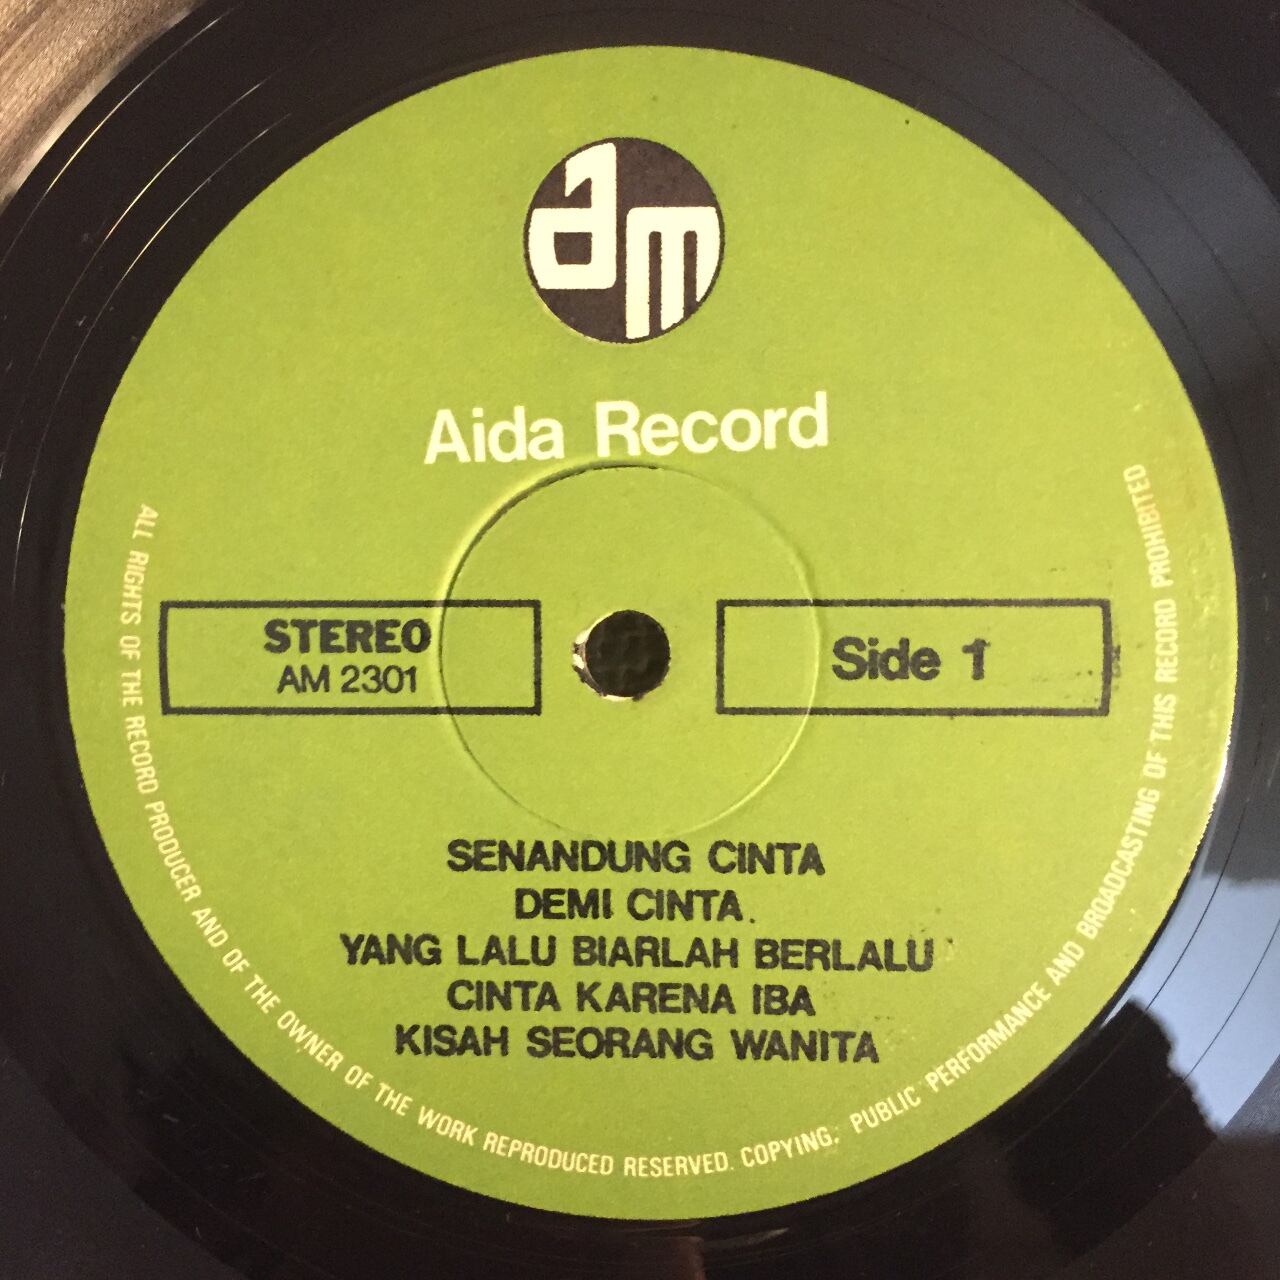 am
Aida Record
STEREO
AM 2301
Side 1
SENANDUNG CINTA
DEMI CINTA.
YANG LALU BIARLAH BERLALU
CINTA KARENA IBA
KISAH SEORANG WANITA
ALL RIGHTS OF THE RECORD PRODUCER AND OF THE OWNER OF THE WORK REPRODUCED RESERVED. COPYING; PUBLIC PERFORMANCE AND BROADCASTING OF THIS RECORD PROHIBITED